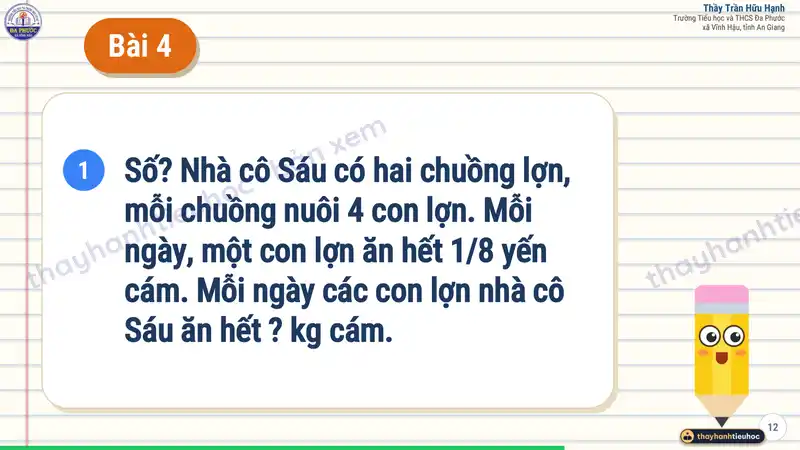 Thầy Trần Hữu Hạnh
Trường Tiểu học và THCS Đa Phước
xã Vĩnh Hậu, tỉnh An Giang
ĐA PHƯỚC
Bài 4
1
Số? Nhà cô Sáu có hai chuồng lợn,
mỗi chuồng nuôi 4 con lợn. Mỗi
ngày, một con lợn ăn hết 1/8 yến
cám. Mỗi ngày các con lợn nhà cô
Sáu ăn hết ? kg cám.
12
thayhanhtieuhoc